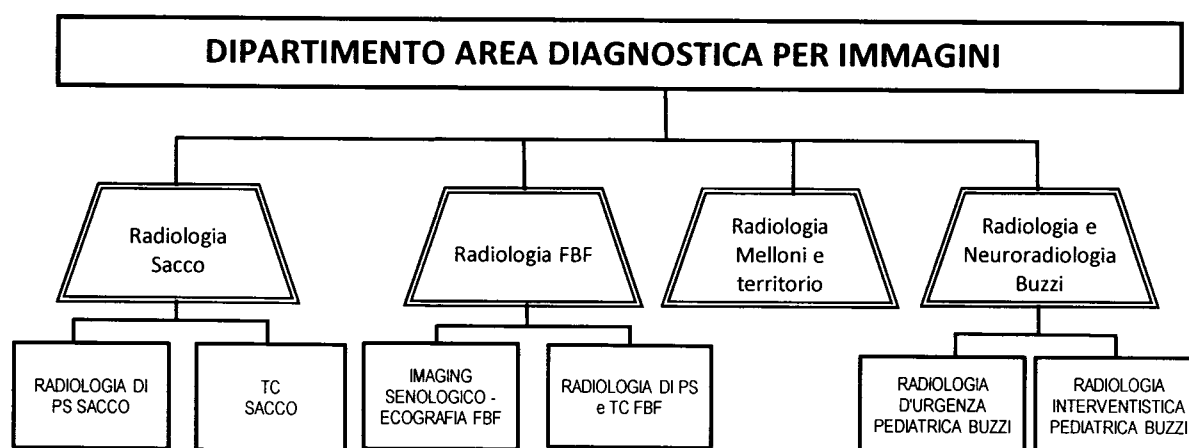 DIPARTIMENTO AREA DIAGNOSTICA PER IMMAGINI
Radiologia
Sacco
Radiologia FBF
Radiologia
Melloni e
territorio
Radiologia e
Neuroradiologia
Buzzi
RADIOLOGIA DI
PS SACCO
TC
SACCO
IMAGING
SENOLOGICO -
ECOGRAFIA FBF
RADIOLOGIA DI PS
e TC FBF
RADIOLOGIA
D'URGENZA
PEDIATRICA BUZZI
RADIOLOGIA
INTERVENTISTICA
PEDIATRICA BUZZI